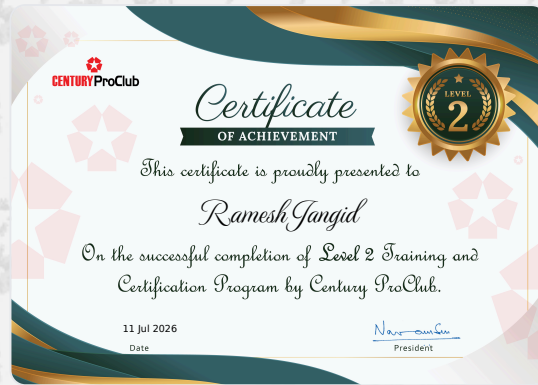 CENTURY ProClub
LEVEL
2
Certificate
OF ACHIEVEMENT
This certificate is proudly presented to
Ramesh Jangid
On the successful completion of Level 2 Training and
Certification Program by Century ProClub.
11 Jul 2026
Date
President